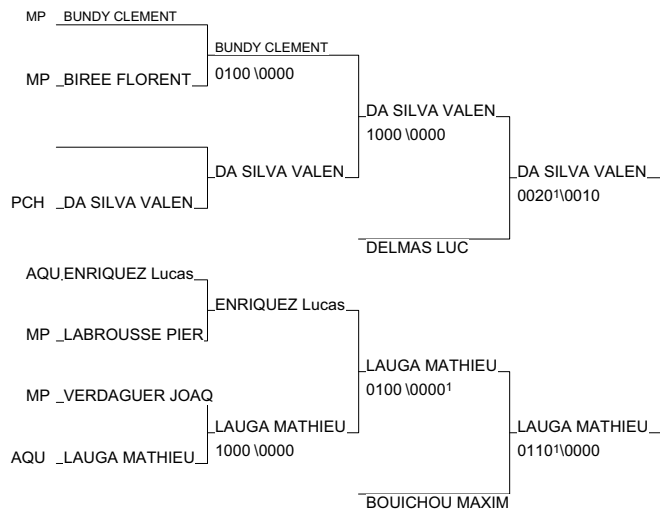 MP BUNDY CLEMENT
BUNDY CLEMENT
0100 \0000
MP BIREE FLORENT
DA SILVA VALEN
1000 \0000
DA SILVA VALEN
PCH DA SILVA VALEN
DA SILVA VALEN
0020¹\0010
DELMAS LUC
AQU ENRIQUEZ Lucas
ENRIQUEZ Lucas
MP LABROUSSE PIER
LAUGA MATHIEU
0100 \0000¹
MP VERDAGUER JOAQ
LAUGA MATHIEU
1000 \0000
AQU LAUGA MATHIEU
LAUGA MATHIEU
0110¹\0000
BOUICHOU MAXIM